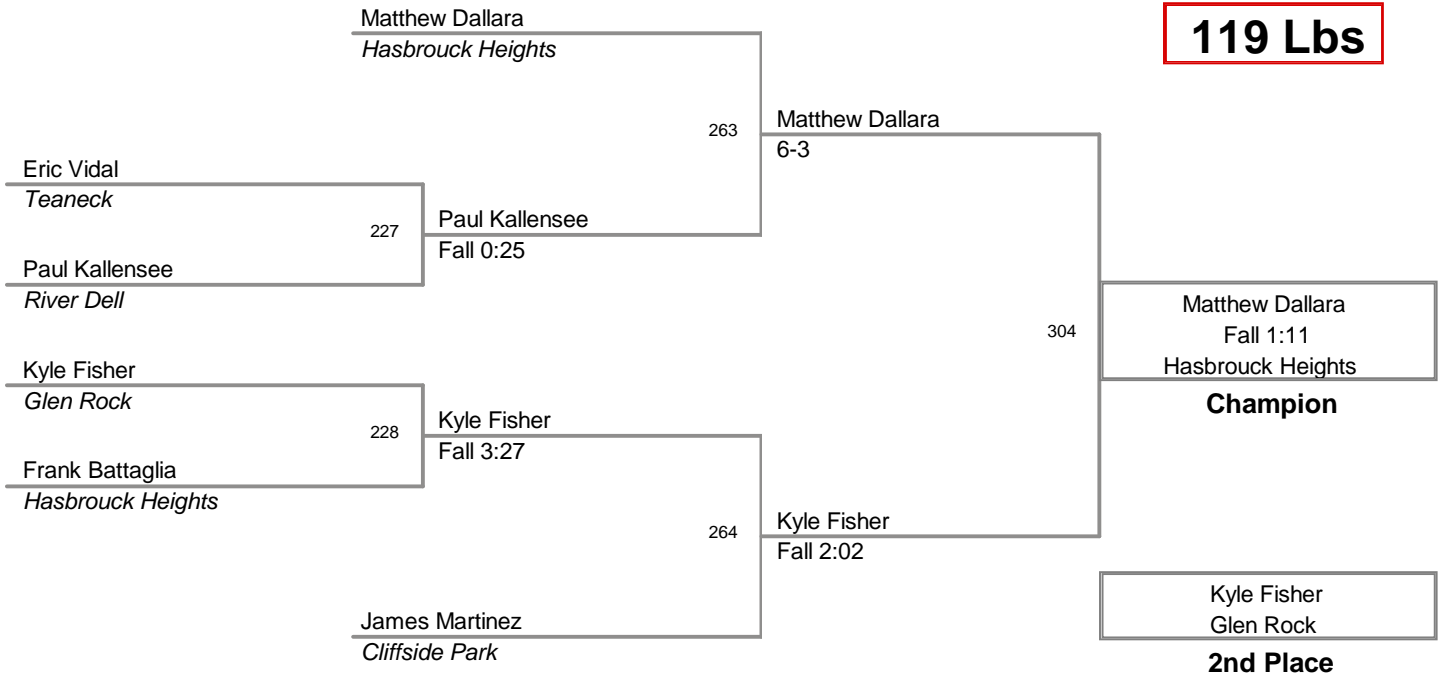 Matthew Dallara
Hasbrouck Heights
119 Lbs
263
Matthew Dallara
6-3
Eric Vidal
Teaneck
227
Paul Kallensee
Fall 0:25
Paul Kallensee
River Dell
304
Matthew Dallara
Fall 1:11
Hasbrouck Heights
Champion
Kyle Fisher
Glen Rock
228
Kyle Fisher
Fall 3:27
Frank Battaglia
Hasbrouck Heights
264
Kyle Fisher
Fall 2:02
James Martinez
Cliffside Park
Kyle Fisher
Glen Rock
2nd Place